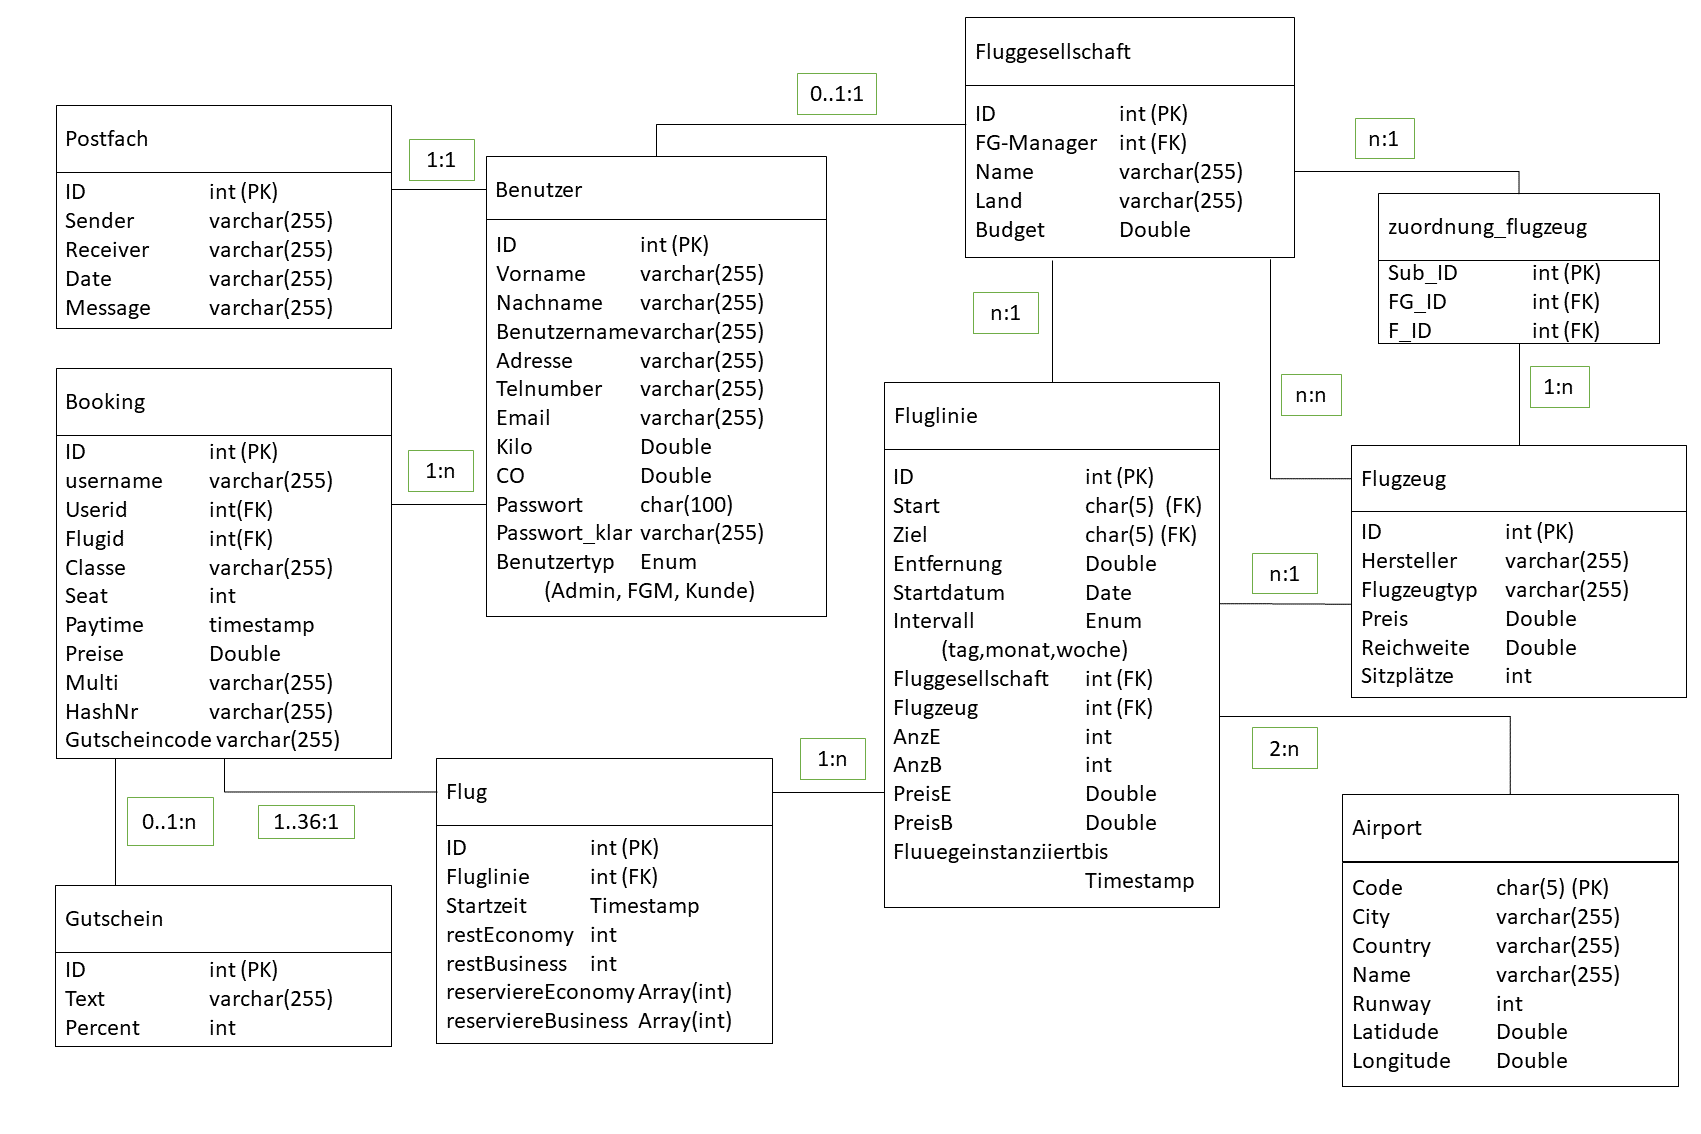 Fluggesellschaft
ID int (PK)
FG-Manager int (FK)
Name varchar(255)
Land varchar(255)
Budget Double
0..1:1
n:1
Postfach
ID int (PK)
Sender varchar(255)
Receiver varchar(255)
Date varchar(255)
Message varchar(255)
1:1
Benutzer
ID int (PK)
Vorname varchar(255)
Nachname varchar(255)
Benutzername varchar(255)
Adresse varchar(255)
Telnumber varchar(255)
Email varchar(255)
Kilo Double
CO Double
Passwort char(100)
Passwort_klar varchar(255)
Benutzertyp Enum
(Admin, FGM, Kunde)
zuordnung_flugzeug
Sub_ID int (PK)
FG_ID int (FK)
F_ID int (FK)
n:1
n:n
1:n
Booking
ID int (PK)
username varchar(255)
Userid int(FK)
Flugid int(FK)
Classe varchar(255)
Seat int
Paytime timestamp
Preise Double
Multi varchar(255)
HashNr varchar(255)
Gutscheincode varchar(255)
1:n
Fluglinie
ID int (PK)
Start char(5) (FK)
Ziel char(5) (FK)
Entfernung Double
Startdatum Date
Intervall Enum
(tag,monat,woche)
Fluggesellschaft int (FK)
Flugzeug int (FK)
AnzE int
AnzB int
PreisE Double
PreisB Double
Fluuegeinstanziiertbis
Timestamp
Flugzeug
ID int (PK)
Hersteller varchar(255)
Flugzeugtyp varchar(255)
Preis Double
Reichweite Double
Sitzplätze int
n:1
2:n
1:n
0..1:n
1..36:1
Flug
ID int (PK)
Fluglinie int (FK)
Startzeit Timestamp
restEconomy int
restBusiness int
reserviereEconomy Array(int)
reserviereBusiness Array(int)
Airport
Code char(5) (PK)
City varchar(255)
Country varchar(255)
Name varchar(255)
Runway int
Latidude Double
Longitude Double
Gutschein
ID int (PK)
Text varchar(255)
Percent int